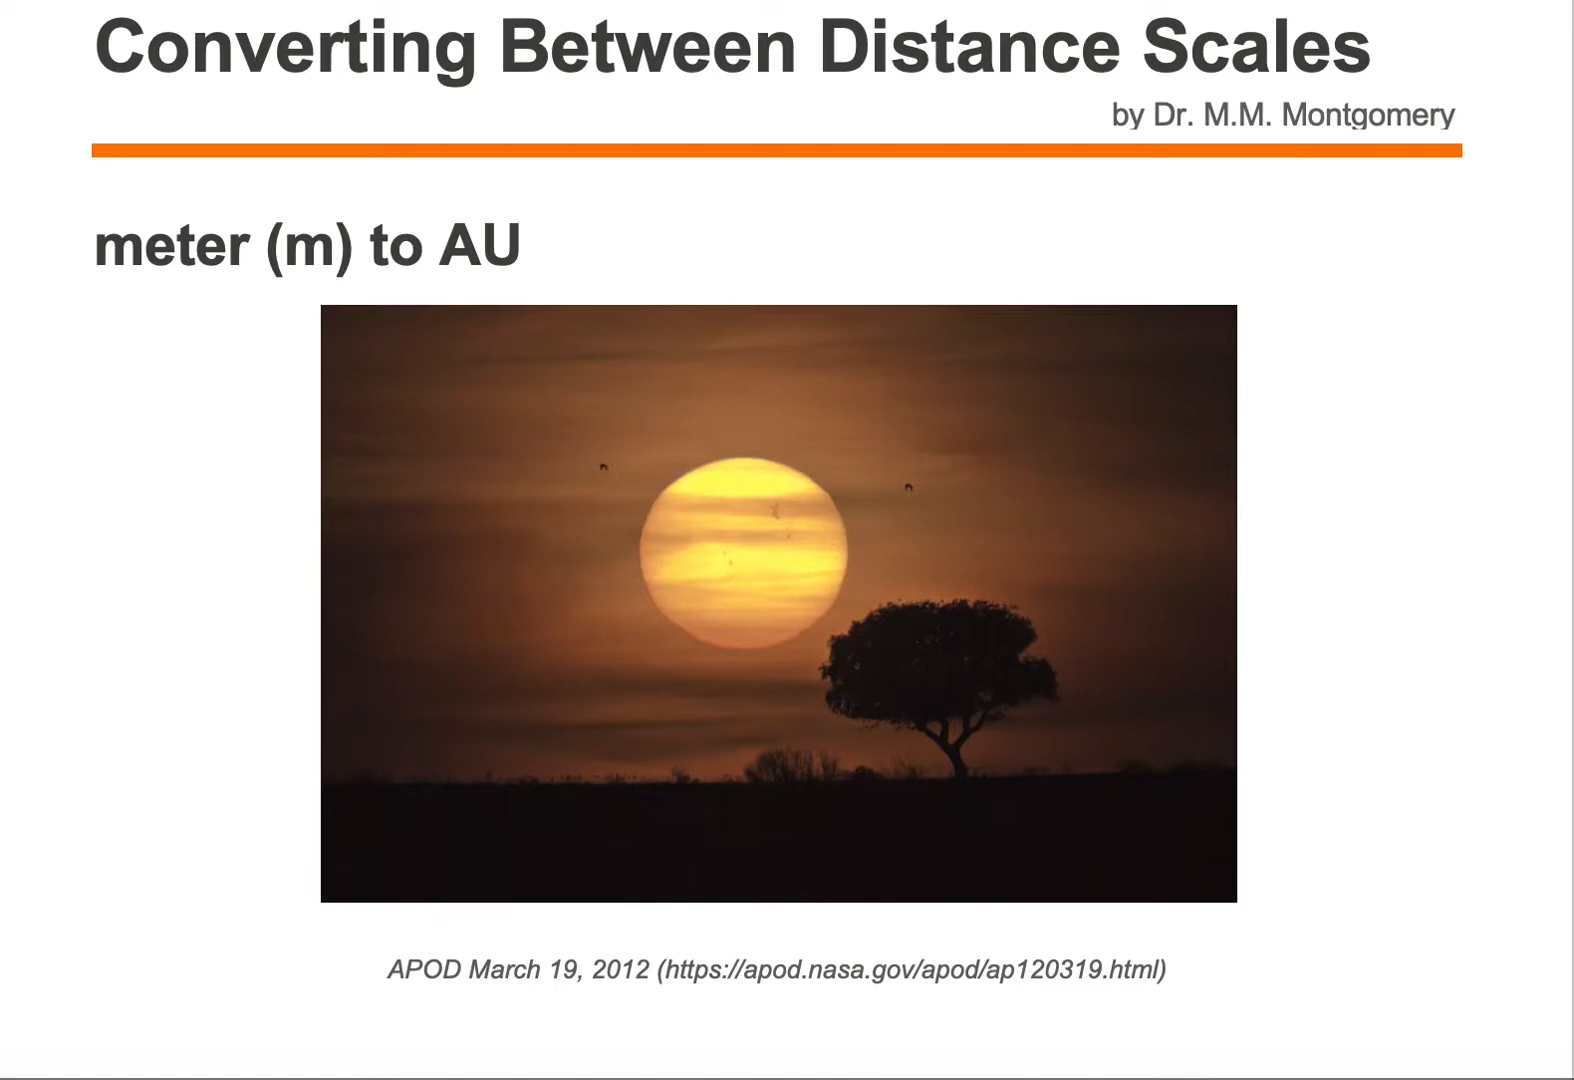 Converting Between Distance Scales
by Dr. M.M. Montgomery
meter (m) to AU
APOD March 19, 2012 (https://apod.nasa.gov/apod/ap120319.html)